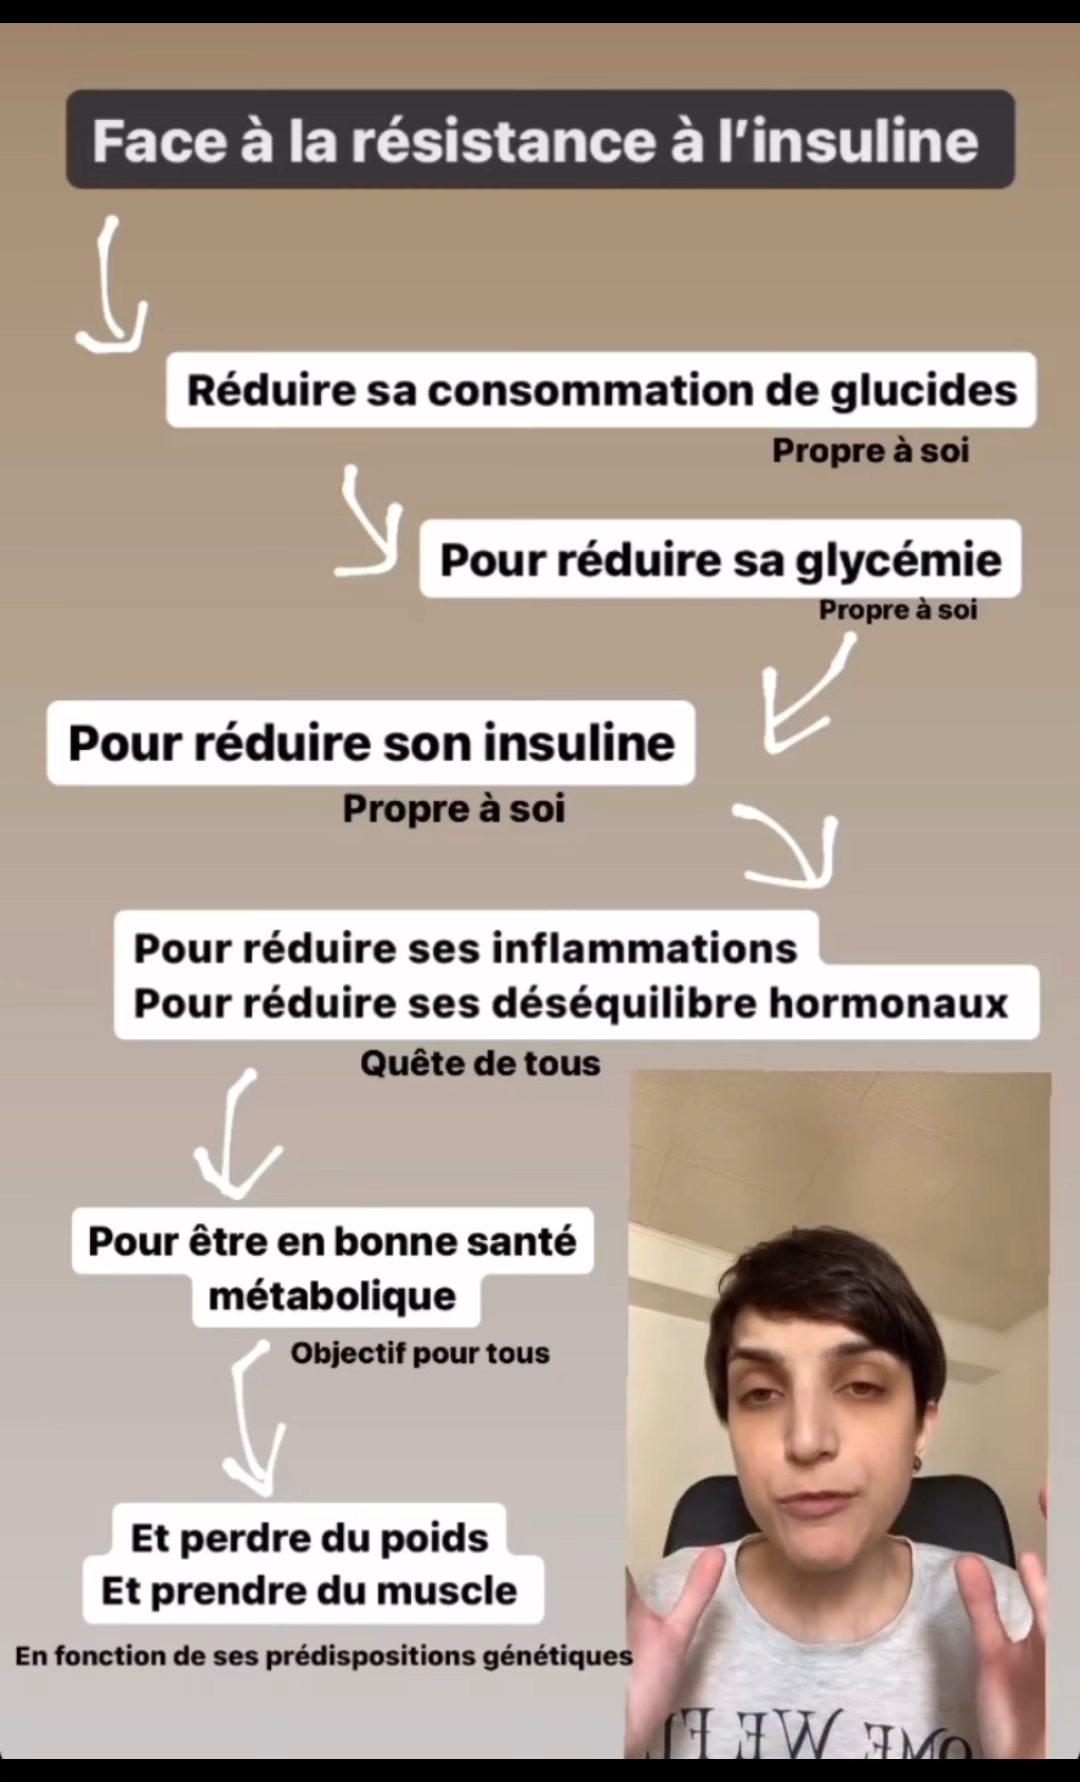 Face à la résistance à l'insuline
Réduire sa consommation de glucides
Propre à soi
Pour réduire sa glycémie
Propre à soi
Pour réduire son insuline
Propre à soi
Pour réduire ses inflammations
Pour réduire ses déséquilibre hormonaux
Quête de tous
Pour être en bonne santé
métabolique
Objectif pour tous
Et perdre du poids
Et prendre du muscle
En fonction de ses prédispositions génétiques